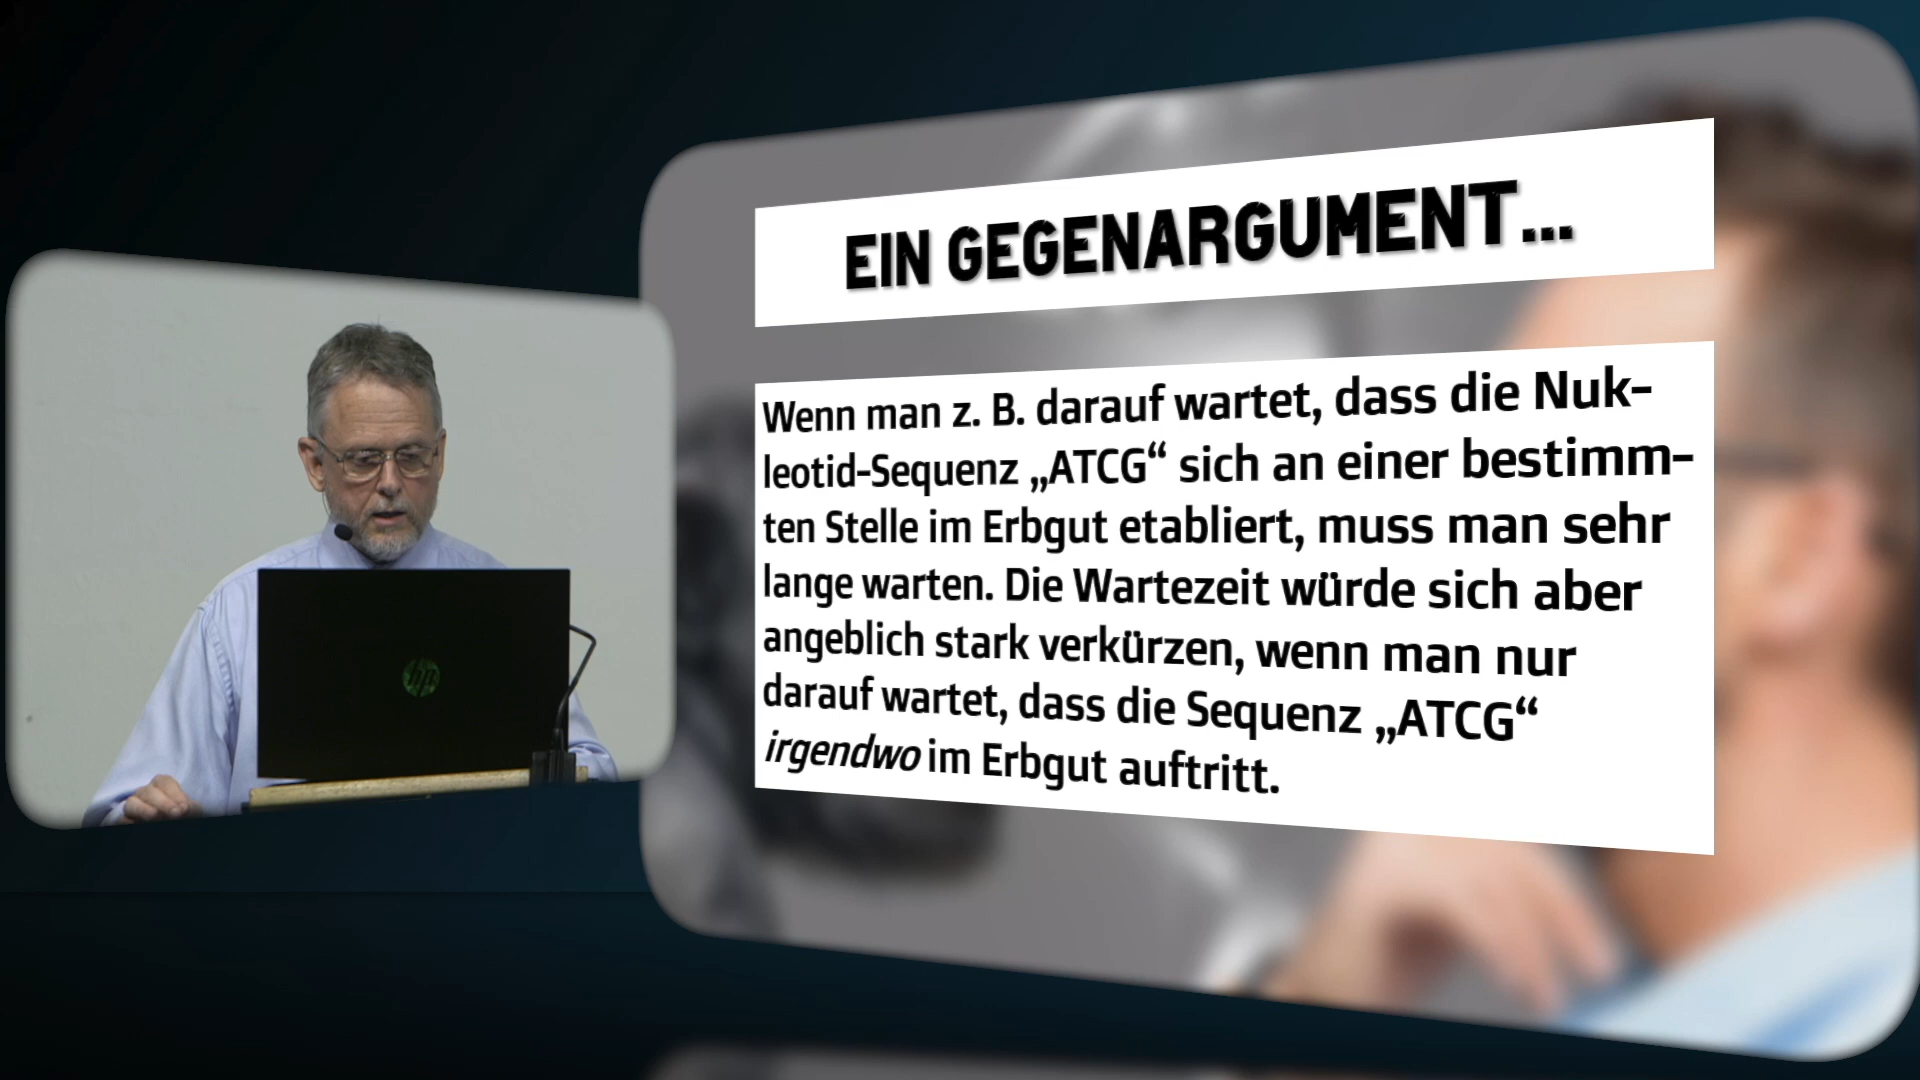 EIN GEGENARGUMENT...
Wenn man z. B. darauf wartet, dass die Nuk-
leotid-Sequenz „ATCG“ sich an einer bestimm-
ten Stelle im Erbgut etabliert, muss man sehr
lange warten. Die Wartezeit würde sich aber
angeblich stark verkürzen, wenn man nur
darauf wartet, dass die Sequenz „ATCG“
irgendwo im Erbgut auftritt.
hp